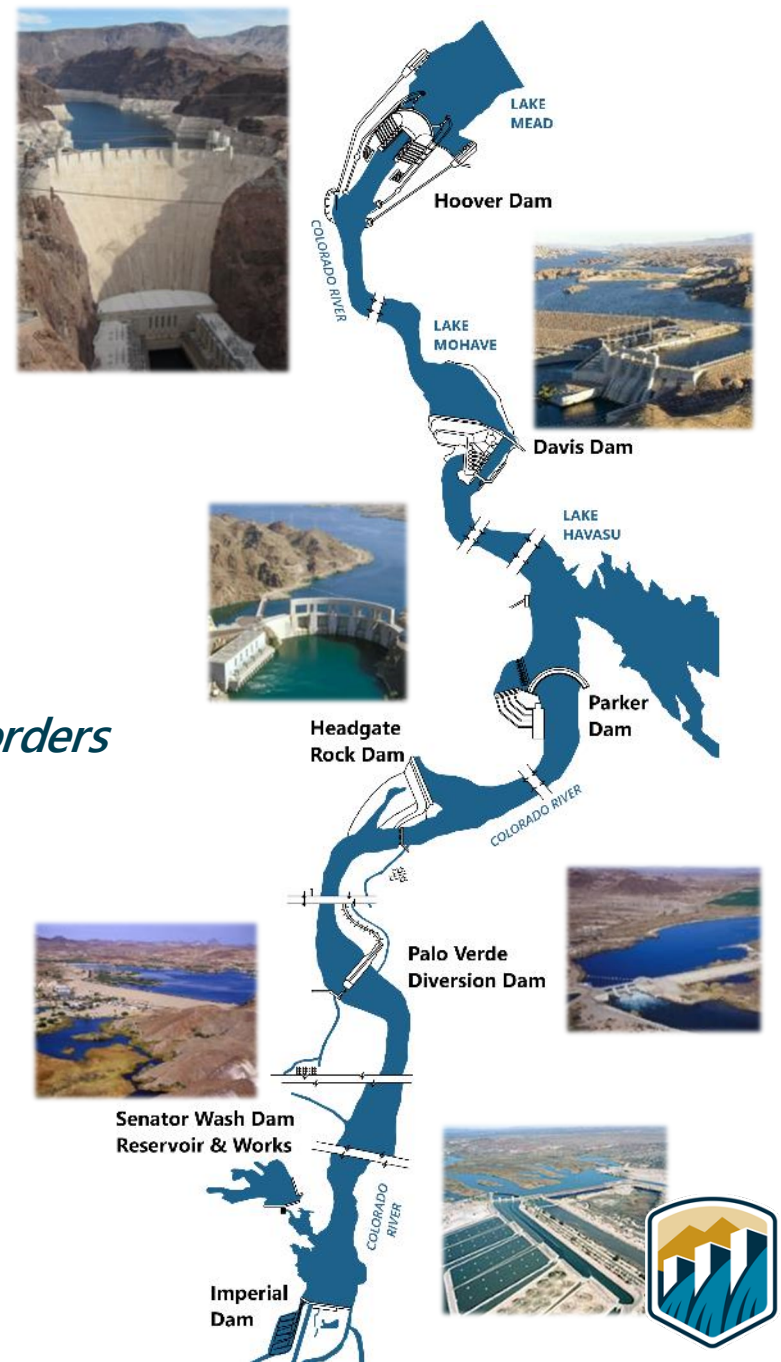 LAKE
MEAD
Hoover Dam
COLORADO RIVER
LAKE
MOHAVE
Davis Dam
LAKE
HAVASU
Parker
Dam
Headgate
Rock Dam
orders
COLORADO RIVER
Palo Verde
Diversion Dam
Senator Wash Dam
Reservoir & Works
COLORADO
RIVER
Imperial
Dam